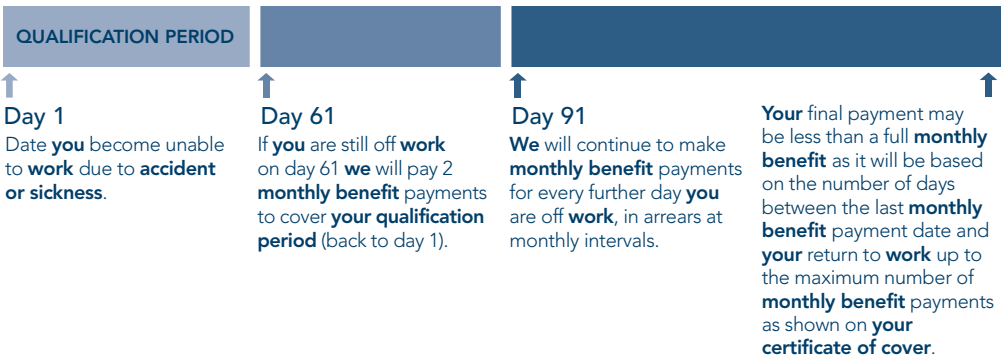 QUALIFICATION PERIOD
Day 1
Date you become unable
to work due to accident
or sickness.
Day 61
If you are still off work
on day 61 we will pay 2
monthly benefit payments
to cover your qualification
period (back to day 1).
Day 91
We will continue to make
monthly benefit payments
for every further day you
are off work, in arrears at
monthly intervals.
Your final payment may
be less than a full monthly
benefit as it will be based
on the number of days
between the last monthly
benefit payment date and
your return to work up to
the maximum number of
monthly benefit payments
as shown on your
certificate of cover.